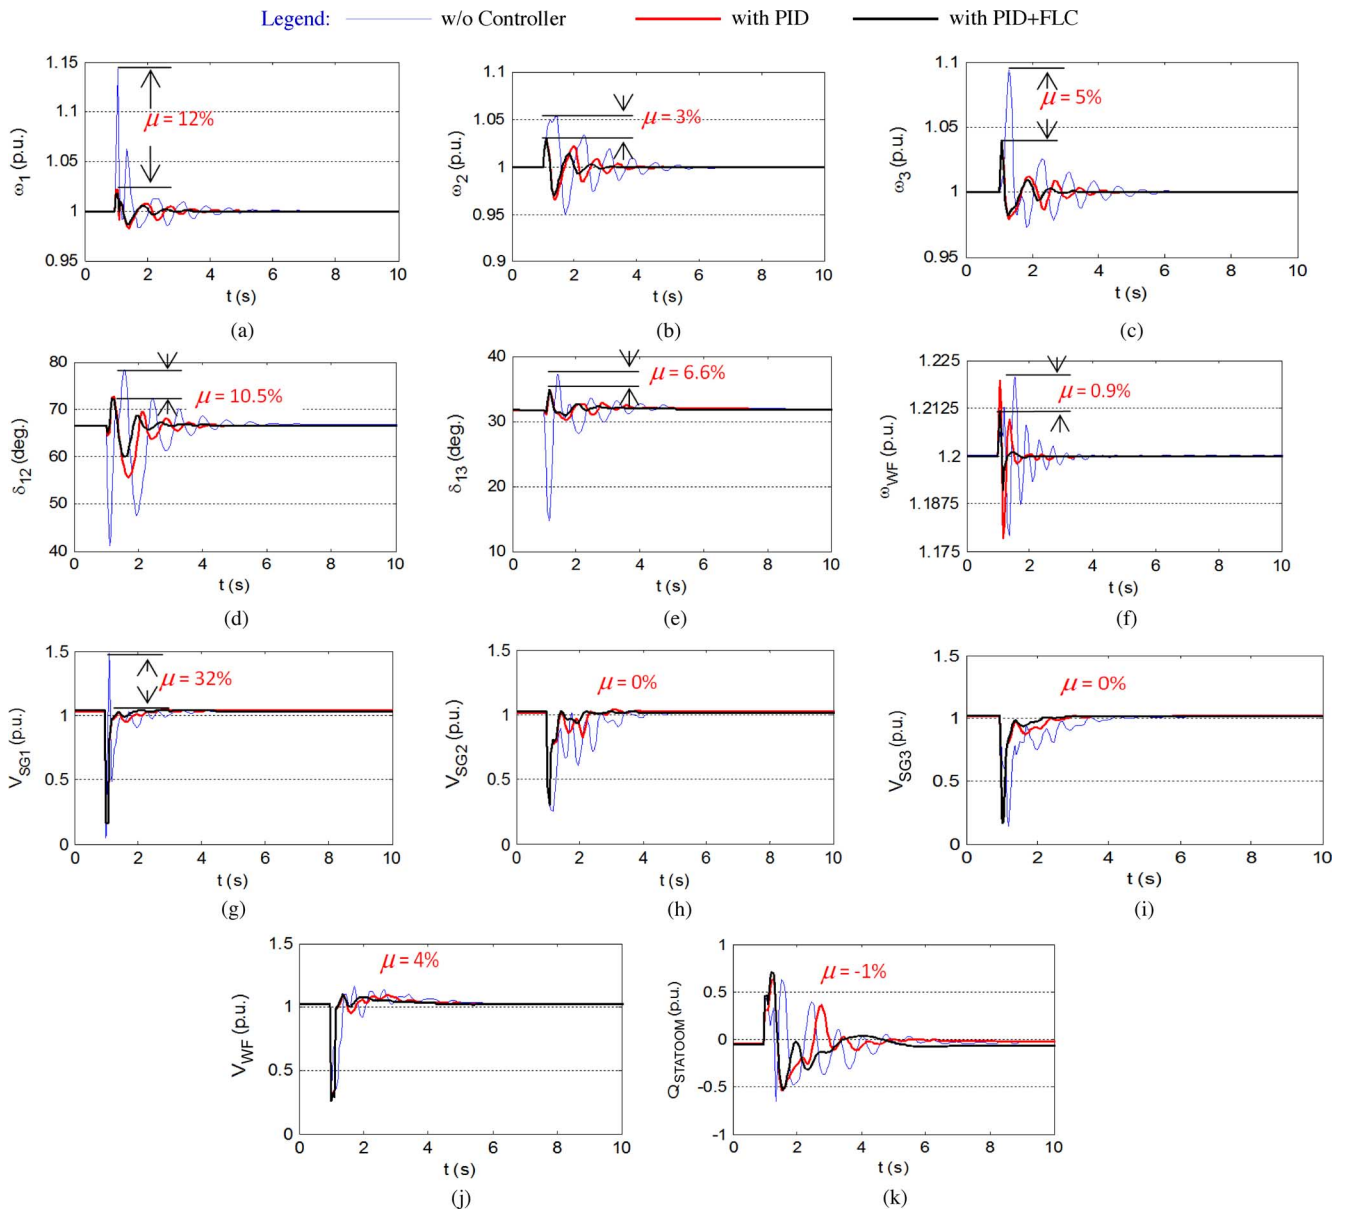 Legend: w/o Controller with PID with PID+FLC
1.15
1.1
1.05
1
0.95
ω1 (p.u.)
μ = 12%
0 2 4 6 8 10
t (s)
(a)
1.1
1.05
1
0.95
0.9
ω2 (p.u.)
μ = 3%
0 2 4 6 8 10
t (s)
(b)
1.1
1.05
1
0.95
ω3 (p.u.)
μ = 5%
0 2 4 6 8 10
t (s)
(c)
80
70
60
50
40
δ12 (deg.)
μ = 10.5%
0 2 4 6 8 10
t (s)
(d)
40
30
20
10
δ13 (deg.)
μ = 6.6%
0 2 4 6 8 10
t (s)
(e)
1.225
1.2125
1.2
1.1875
1.175
ωWF (p.u.)
μ = 0.9%
0 2 4 6 8 10
t (s)
(f)
1.5
1
0.5
0
VSG1 (p.u.)
μ = 32%
0 2 4 6 8 10
t (s)
(g)
1.5
1
0.5
0
VSG2 (p.u.)
μ = 0%
0 2 4 6 8 10
t (s)
(h)
1.5
1
0.5
0
VSG3 (p.u.)
μ = 0%
0 2 4 6 8 10
t (s)
(i)
1.5
1
0.5
0
VWF (p.u.)
μ = 4%
0 2 4 6 8 10
t (s)
(j)
1
0.5
0
-0.5
-1
QSTATOOM (p.u.)
μ = -1%
0 2 4 6 8 10
t (s)
(k)